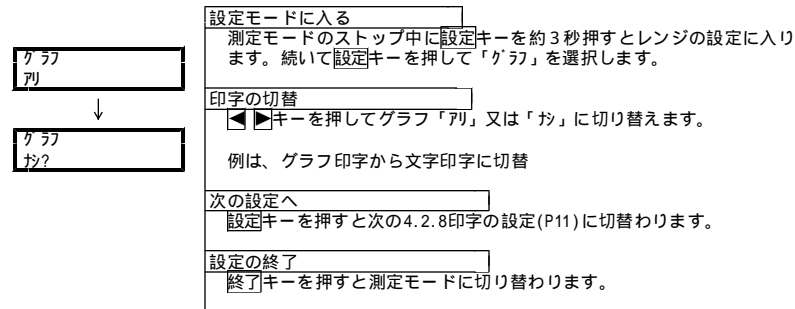 ｸﾞﾗﾌ
ｱﾘ
↓
ｸﾞﾗﾌ
ﾅｼ?
設定モードに入る
測定モードのストップ中に設定キーを約３秒押すとレンジの設定に入り
ます。続いて設定キーを押して「ｸﾞﾗﾌ」を選択します。
印字の切替
◀ ▶キーを押してグラフ「ｱﾘ」又は「ﾅｼ」に切り替えます。
例は、グラフ印字から文字印字に切替
次の設定へ
設定キーを押すと次の4.2.8印字の設定(P11)に切替わります。
設定の終了
終了キーを押すと測定モードに切り替わります。